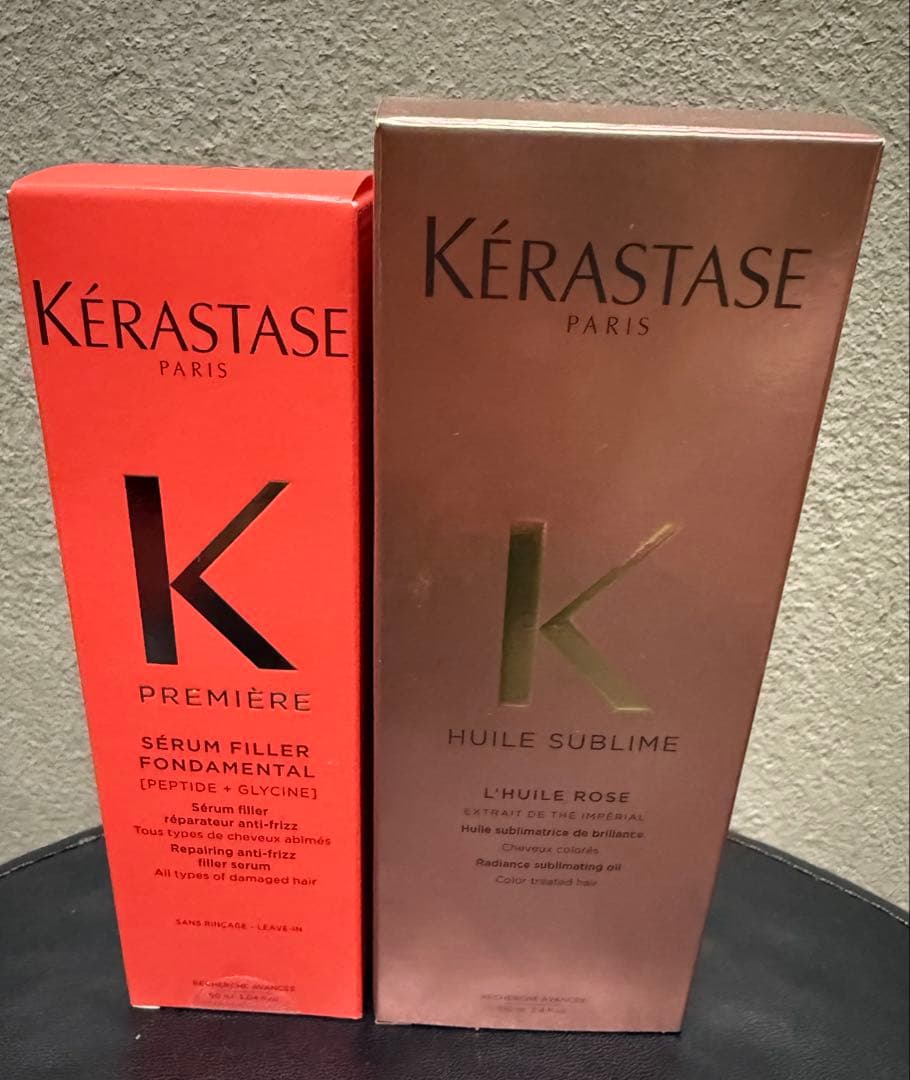 KÉRASTASE
PARIS
K
PREMIÈRE
SÉRUM FILLER
FONDAMENTAL
[PEPTIDE + GLYCINE]
Sérum filler
réparateur anti-frizz
Tous types de cheveux abîmés
Repairing anti-frizz
filler serum
All types of damaged hair
SANS RINÇAGE - LEAVE-IN
RECHERCHE AVANCÉE
KÉRASTASE
PARIS
K
HUILE SUBLIME
L'HUILE ROSE
EXTRAIT DE THÉ IMPÉRIAL
Huile sublimatrice de brillance
Cheveux colorés
Radiance sublimating oil
Color-treated hair
RECHERCHE AVANCÉE